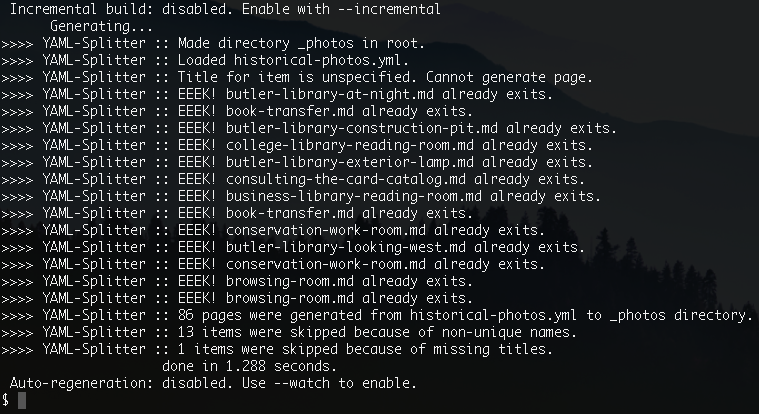 Incremental build: disabled. Enable with --incremental
Generating...
>>>> YAML-Splitter :: Made directory _photos in root.
>>>> YAML-Splitter :: Loaded historical-photos.yml.
>>>> YAML-Splitter :: Title for item is unspecified. Cannot generate page.
>>>> YAML-Splitter :: EEEK! butler-library-at-night.md already exits.
>>>> YAML-Splitter :: EEEK! book-transfer.md already exits.
>>>> YAML-Splitter :: EEEK! butler-library-construction-pit.md already exits.
>>>> YAML-Splitter :: EEEK! college-library-reading-room.md already exits.
>>>> YAML-Splitter :: EEEK! butler-library-exterior-lamp.md already exits.
>>>> YAML-Splitter :: EEEK! consulting-the-card-catalog.md already exits.
>>>> YAML-Splitter :: EEEK! business-library-reading-room.md already exits.
>>>> YAML-Splitter :: EEEK! book-transfer.md already exits.
>>>> YAML-Splitter :: EEEK! conservation-work-room.md already exits.
>>>> YAML-Splitter :: EEEK! butler-library-looking-west.md already exits.
>>>> YAML-Splitter :: EEEK! conservation-work-room.md already exits.
>>>> YAML-Splitter :: EEEK! browsing-room.md already exits.
>>>> YAML-Splitter :: EEEK! browsing-room.md already exits.
>>>> YAML-Splitter :: 86 pages were generated from historical-photos.yml to _photos directory.
>>>> YAML-Splitter :: 13 items were skipped because of non-unique names.
>>>> YAML-Splitter :: 1 items were skipped because of missing titles.
done in 1.288 seconds.
Auto-regeneration: disabled. Use --watch to enable.
$